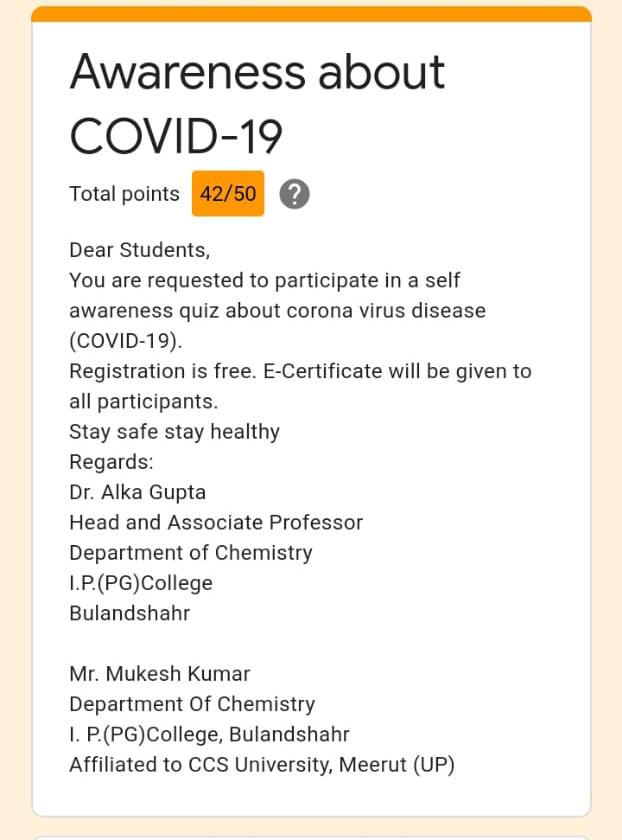 Awareness about
COVID-19
Total points 42/50 ?
Dear Students,
You are requested to participate in a self
awareness quiz about corona virus disease
(COVID-19).
Registration is free. E-Certificate will be given to
all participants.
Stay safe stay healthy
Regards:
Dr. Alka Gupta
Head and Associate Professor
Department of Chemistry
I.P.(PG)College
Bulandshahr
Mr. Mukesh Kumar
Department Of Chemistry
I. P.(PG)College, Bulandshahr
Affiliated to CCS University, Meerut (UP)